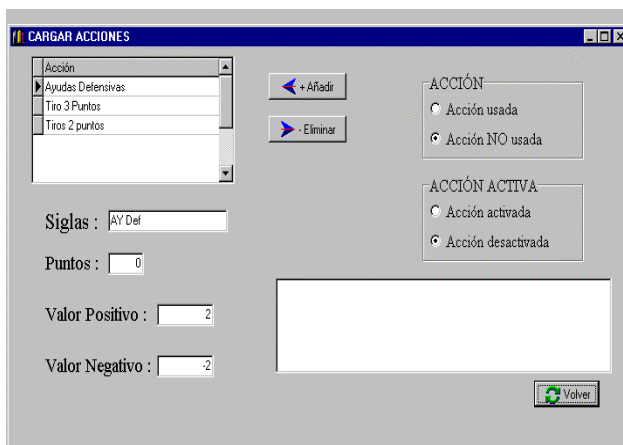 CARGAR ACCIONES
Acción
Ayudas Defensivas
Tiro 3 Puntos
Tiros 2 puntos
+ Añadir
- Eliminar
ACCIÓN
Acción usada
Acción NO usada
ACCIÓN ACTIVA
Acción activada
Acción desactivada
Siglas : AY Def
Puntos : 0
Valor Positivo : 2
Valor Negativo : -2
Volver